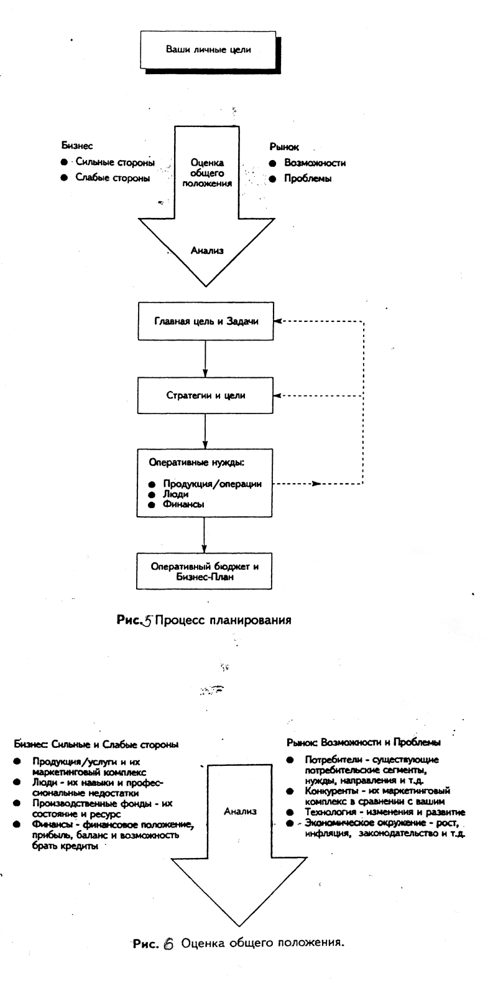 Ваши личные цели
Бизнес
● Сильные стороны
● Слабые стороны
Оценка
общего
положения
Анализ
Рынок
● Возможности
● Проблемы
Главная цель и Задачи
Стратегии и цели
Оперативные нужды:
● Продукция/операции
● Люди
● Финансы
Оперативный бюджет и
Бизнес-План
Рис. 5 Процесс планирования
Бизнес: Сильные и Слабые стороны
● Продукция/услуги и их
маркетинговый комплекс
● Люди - их навыки и профес-
сиональные недостатки
● Производственные фонды - их
состояние и ресурс
● Финансы - финансовое положение,
прибыль, баланс и возможность
брать кредиты
Анализ
Рынок: Возможности и Проблемы
● Потребители - существующие
потребительские сегменты,
нужды, направления и т.д.
● Конкуренты - их маркетинговый
комплекс в сравнении с вашим
● Технология - изменения и развитие
● Экономическое окружение - рост,
инфляция, законодательство и т.д.
Рис. 6 Оценка общего положения.